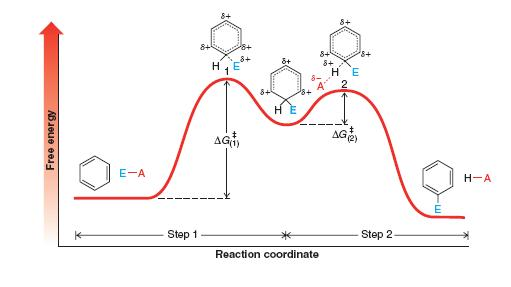 δ+
δ+ δ+
δ+
H E
1
δ+
δ+ δ+
H E
δ+
δ+ δ+
δ+
H E
δ−
A 2
ΔG‡(1)
ΔG‡(2)
E—A
H—A
E
Free energy
Step 1
Step 2
Reaction coordinate